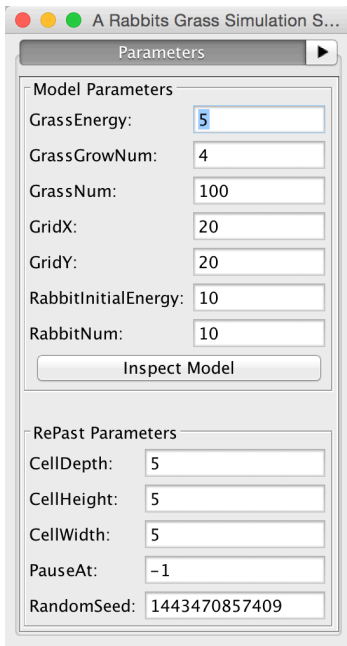 A Rabbits Grass Simulation S...
Parameters
Model Parameters
GrassEnergy: 5
GrassGrowNum: 4
GrassNum: 100
GridX: 20
GridY: 20
RabbitInitialEnergy: 10
RabbitNum: 10
Inspect Model
RePast Parameters
CellDepth: 5
CellHeight: 5
CellWidth: 5
PauseAt: -1
RandomSeed: 1443470857409